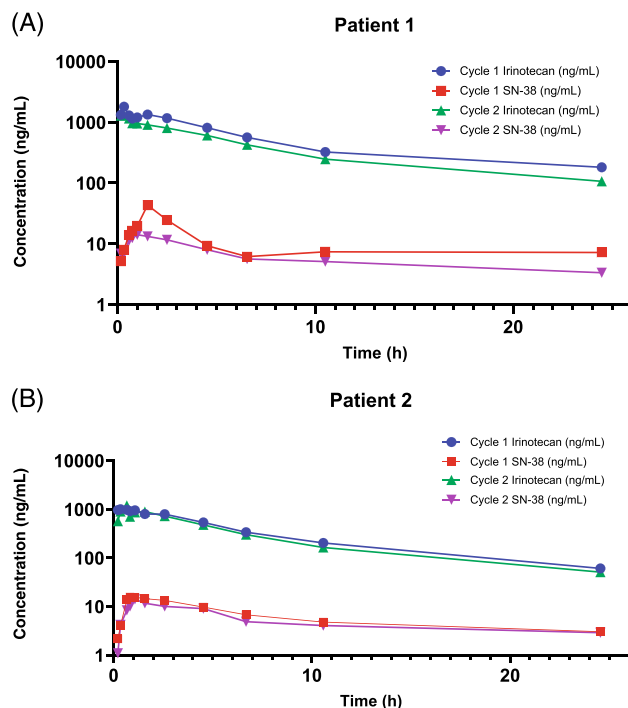 (A)
Patient 1
Cycle 1 Irinotecan (ng/mL)
Cycle 1 SN-38 (ng/mL)
Cycle 2 Irinotecan (ng/mL)
Cycle 2 SN-38 (ng/mL)
Concentration (ng/mL)
10000
1000
100
10
1
0
10
20
Time (h)
(B)
Patient 2
Cycle 1 Irinotecan (ng/mL)
Cycle 1 SN-38 (ng/mL)
Cycle 2 Irinotecan (ng/mL)
Cycle 2 SN-38 (ng/mL)
Concentration (ng/mL)
10000
1000
100
10
1
0
10
20
Time (h)